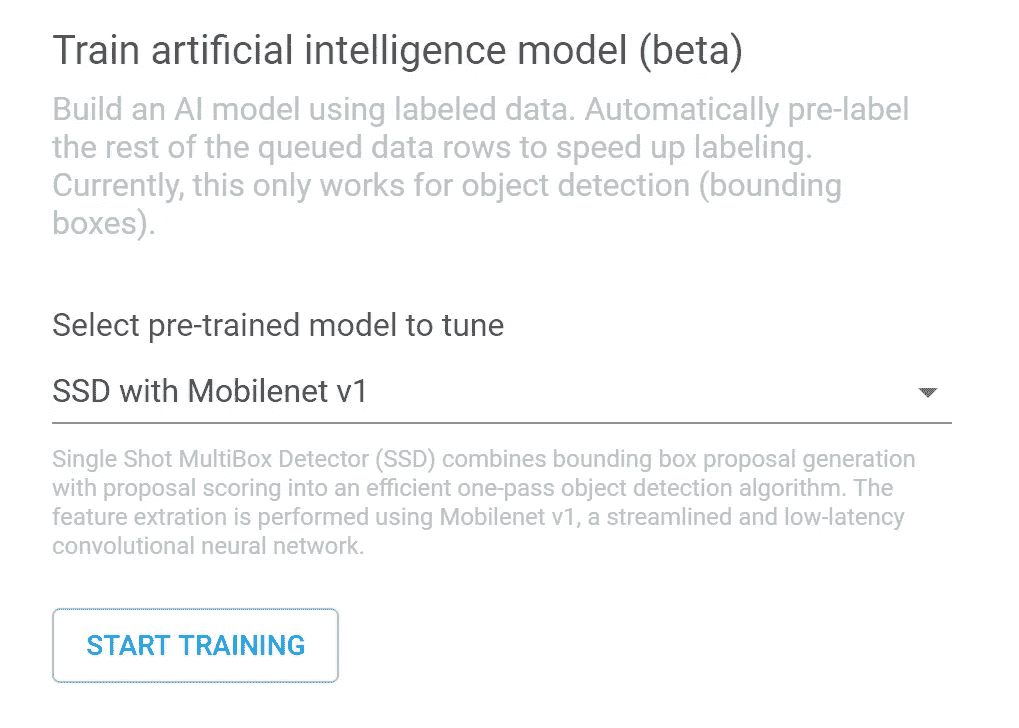 Train artificial intelligence model (beta)
Build an AI model using labeled data. Automatically pre-label
the rest of the queued data rows to speed up labeling.
Currently, this only works for object detection (bounding
boxes).
Select pre-trained model to tune
SSD with Mobilenet v1
Single Shot MultiBox Detector (SSD) combines bounding box proposal generation
with proposal scoring into an efficient one-pass object detection algorithm. The
feature extration is performed using Mobilenet v1, a streamlined and low-latency
convolutional neural network.
START TRAINING